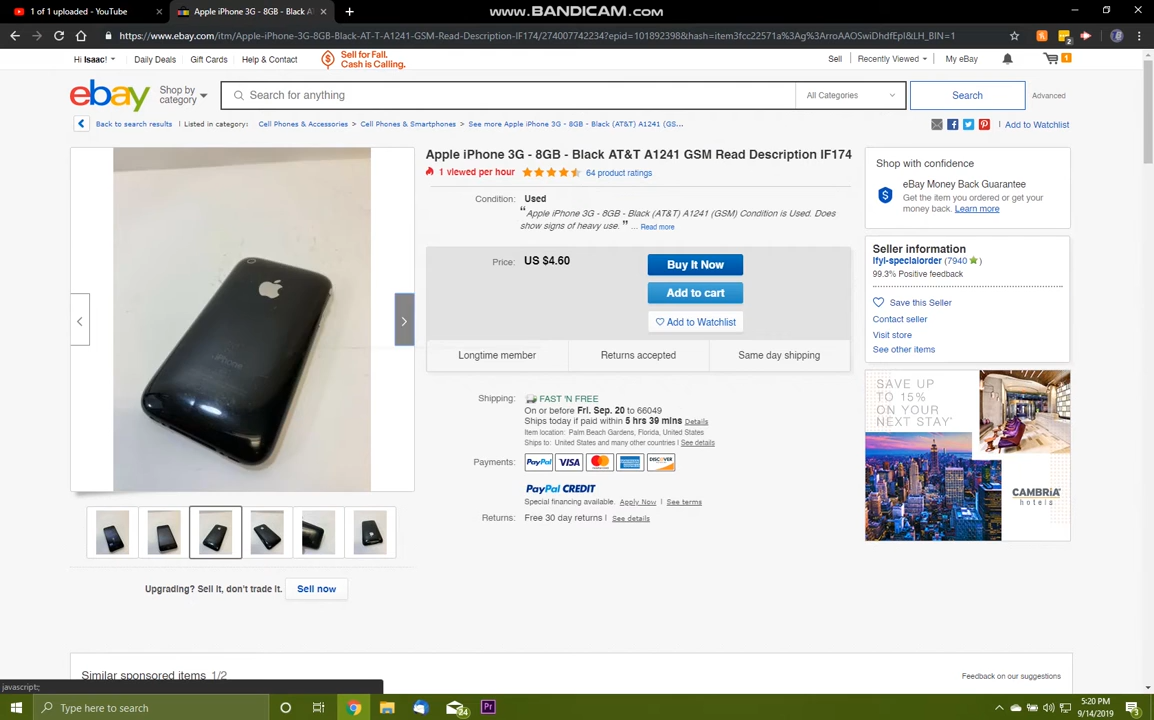 1 of 1 uploaded - YouTube
Apple iPhone 3G - 8GB - Black A
WWW.BANDICAM.COM
https://www.ebay.com/itm/Apple-iPhone-3G-8GB-Black-AT-T-A1241-GSM-Read-Description-IF174/274007742234?epid=101892398&hash=item3fcc22571a%3Ag%3ArroAAOSwiDhdfEpI&LH_BIN=1
Hi Isaac! Daily Deals Gift Cards Help & Contact
Sell for Fall.
Cash is Calling.
Sell Recently Viewed My eBay 1
ebay
Shop by
category
Search for anything
All Categories
Search
Advanced
Back to search results | Listed in category: Cell Phones & Accessories > Cell Phones & Smartphones > See more Apple iPhone 3G - 8GB - Black (AT&T) A1241 (GS...
| Add to Watchlist
Apple iPhone 3G - 8GB - Black AT&T A1241 GSM Read Description IF174
1 viewed per hour 64 product ratings
Condition: Used
“Apple iPhone 3G - 8GB - Black (AT&T) A1241 (GSM) Condition is Used. Does
show signs of heavy use.” ... Read more
Price: US $4.60
Buy It Now
Add to cart
Add to Watchlist
Longtime member Returns accepted Same day shipping
Shipping: FAST 'N FREE
On or before Fri. Sep. 20 to 66049
Ships today if paid within 5 hrs 39 mins Details
Item location: Palm Beach Gardens, Florida, United States
Ships to: United States and many other countries | See details
Payments: PayPal VISA
PayPal CREDIT
Special financing available. Apply Now | See terms
Returns: Free 30 day returns | See details
Shop with confidence
eBay Money Back Guarantee
Get the item you ordered or get your
money back. Learn more
Seller information
lfyl-specialorder (7940 )
99.3% Positive feedback
Save this Seller
Contact seller
Visit store
See other items
SAVE UP
TO 15%
ON YOUR
NEXT STAY*
CAMBRiA
hotels
iPhone
Upgrading? Sell it, don't trade it. Sell now
Similar sponsored items 1/2
Feedback on our suggestions
javascript:;
Type here to search
24
Pr
5:20 PM
9/14/2019
3